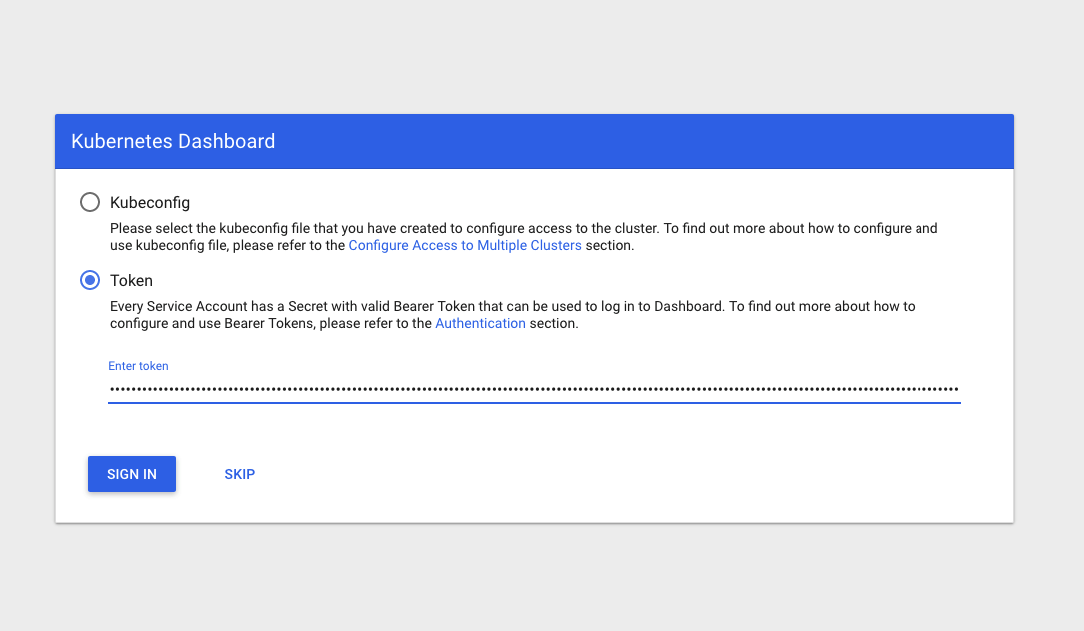 Kubernetes Dashboard
Kubeconfig
Please select the kubeconfig file that you have created to configure access to the cluster. To find out more about how to configure and
use kubeconfig file, please refer to the Configure Access to Multiple Clusters section.
Token
Every Service Account has a Secret with valid Bearer Token that can be used to log in to Dashboard. To find out more about how to
configure and use Bearer Tokens, please refer to the Authentication section.
Enter token
SIGN IN SKIP